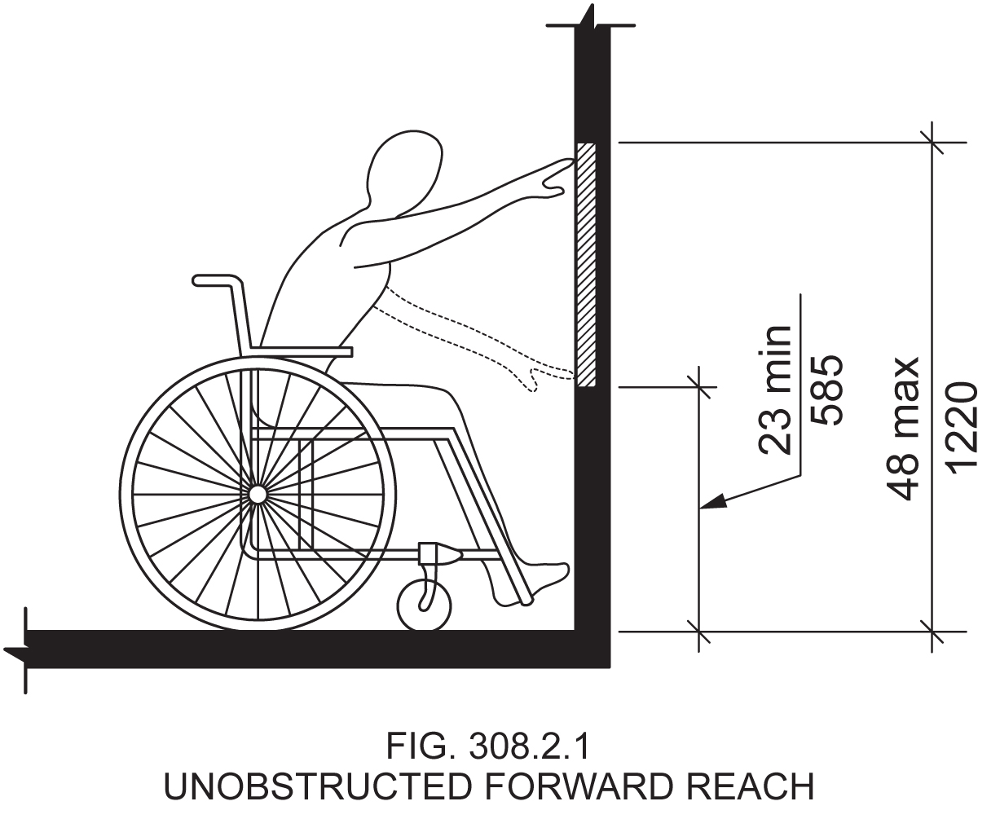 23 min
585
48 max
1220
FIG. 308.2.1
UNOBSTRUCTED FORWARD REACH